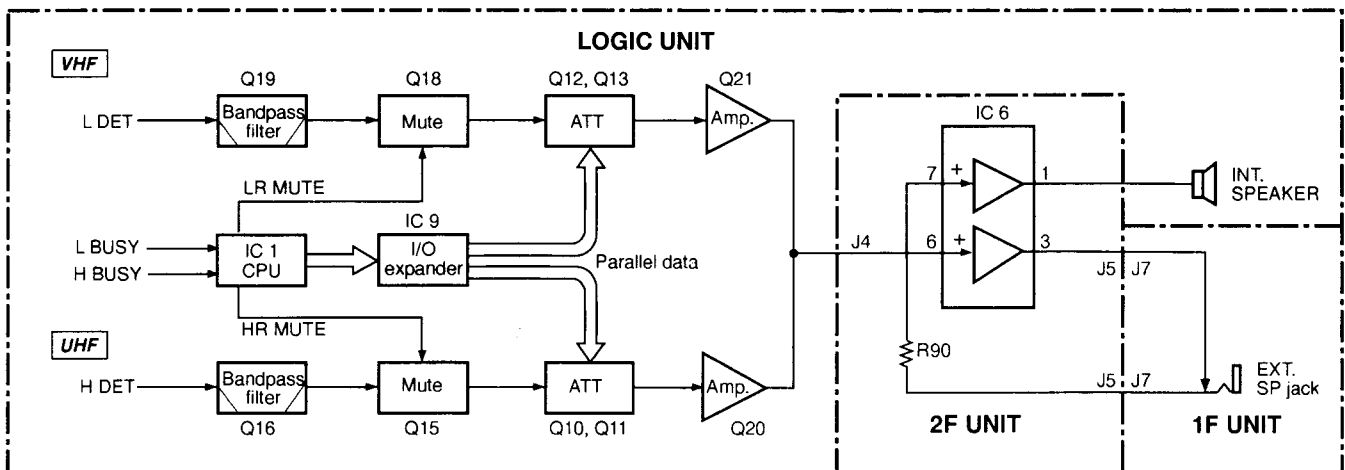 LOGIC UNIT
VHF
Q19
Q18
Q12, Q13
Q21
L DET
Bandpass
filter
Mute
ATT
Amp.
IC 6
7
+
1
INT.
SPEAKER
LR MUTE
IC 9
L BUSY
H BUSY
IC 1
CPU
I/O
expander
Parallel data
J4
6
+
3
J5
J7
HR MUTE
UHF
R90
H DET
Bandpass
filter
Mute
ATT
Amp.
J5
J7
EXT.
SP jack
Q16
Q15
Q10, Q11
Q20
2F UNIT
1F UNIT